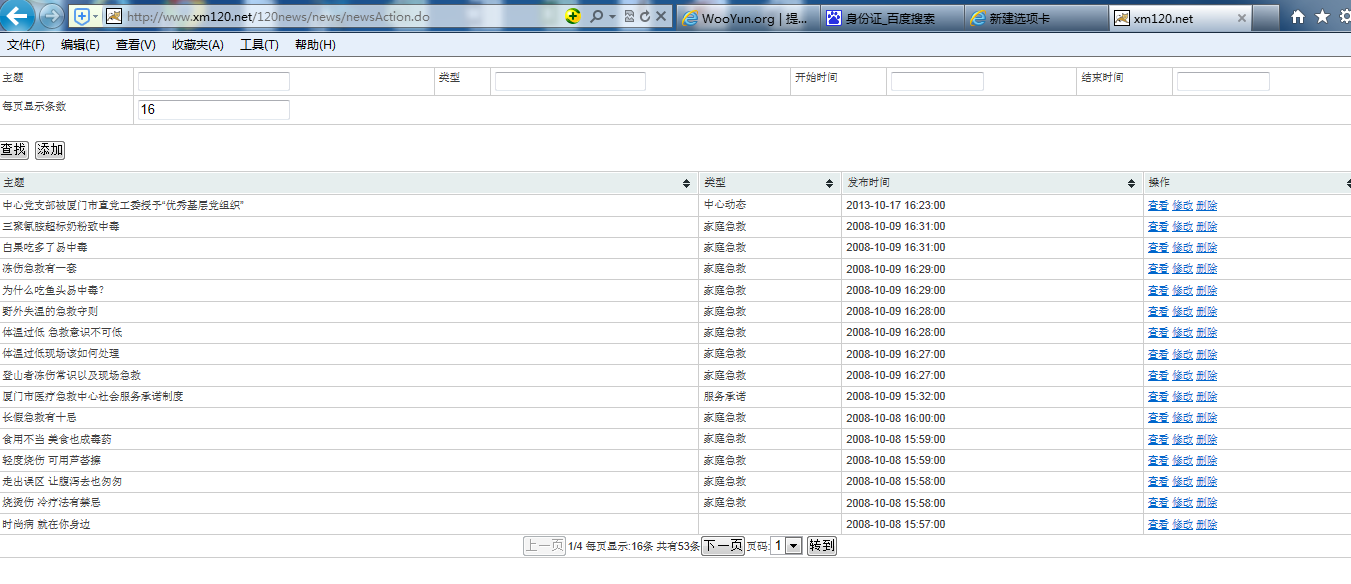 http://www.xm120.net/120news/news/newsAction.do WooYun.org | 提... 身份证_百度搜索 新建选项卡 xm120.net
文件(F) 编辑(E) 查看(V) 收藏夹(A) 工具(T) 帮助(H)
主题 类型 开始时间 结束时间
每页显示条数 16
查找 添加
主题 类型 发布时间 操作
中心党支部被厦门市直党工委授予“优秀基层党组织” 中心动态 2013-10-17 16:23:00 查看 修改 删除
三聚氰胺超标奶粉致中毒 家庭急救 2008-10-09 16:31:00 查看 修改 删除
白果吃多了易中毒 家庭急救 2008-10-09 16:31:00 查看 修改 删除
冻伤急救有一套 家庭急救 2008-10-09 16:29:00 查看 修改 删除
为什么吃鱼头易中毒? 家庭急救 2008-10-09 16:29:00 查看 修改 删除
野外失温的急救守则 家庭急救 2008-10-09 16:28:00 查看 修改 删除
体温过低 急救意识不可低 家庭急救 2008-10-09 16:28:00 查看 修改 删除
体温过低现场该如何处理 家庭急救 2008-10-09 16:27:00 查看 修改 删除
登山者冻伤常识以及现场急救 家庭急救 2008-10-09 16:27:00 查看 修改 删除
厦门市医疗急救中心社会服务承诺制度 服务承诺 2008-10-09 15:32:00 查看 修改 删除
长假急救有十忌 家庭急救 2008-10-08 16:00:00 查看 修改 删除
食用不当 美食也成毒药 家庭急救 2008-10-08 15:59:00 查看 修改 删除
轻度烧伤 可用芦荟擦 家庭急救 2008-10-08 15:59:00 查看 修改 删除
走出误区 让腹泻去也匆匆 家庭急救 2008-10-08 15:58:00 查看 修改 删除
烧烫伤 冷疗法有禁忌 家庭急救 2008-10-08 15:58:00 查看 修改 删除
时尚病 就在你身边 2008-10-08 15:57:00 查看 修改 删除
上一页 1/4 每页显示:16条 共有53条 下一页 页码: 1 转到